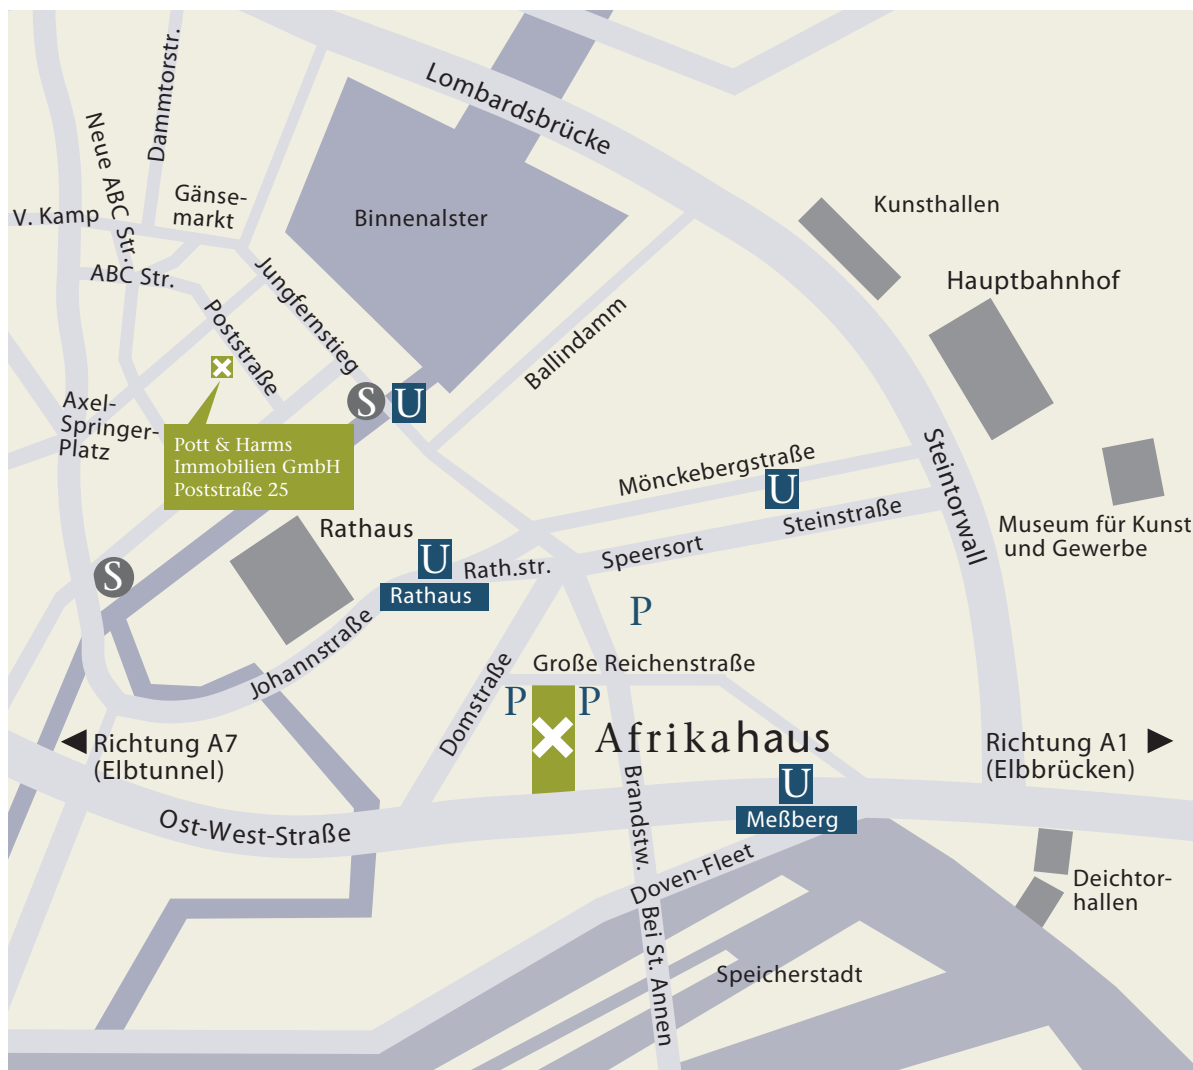 Lombardsbrücke
Dammtorstr.
Neue ABC Str.
Gänse-
markt
V. Kamp
Binnenalster
Kunsthallen
ABC Str.
Jungfernstieg
Hauptbahnhof
Poststraße
Ballindamm
S
U
Axel-
Springer-
Platz
Pott & Harms
Immobilien GmbH
Poststraße 25
Mönckebergstraße
U
Steinstraße
Steintorwall
Museum für Kunst
und Gewerbe
Rathaus
U
Rathaus
Rath.str.
Speersort
S
P
Johannstraße
Domstraße
Große Reichenstraße
P
P
Afrikahaus
Richtung A7
(Elbtunnel)
Richtung A1
(Elbbrücken)
Brandstw.
U
Meßberg
Ost-West-Straße
Doven-Fleet
Deichtor-
hallen
Bei St. Annen
Speicherstadt